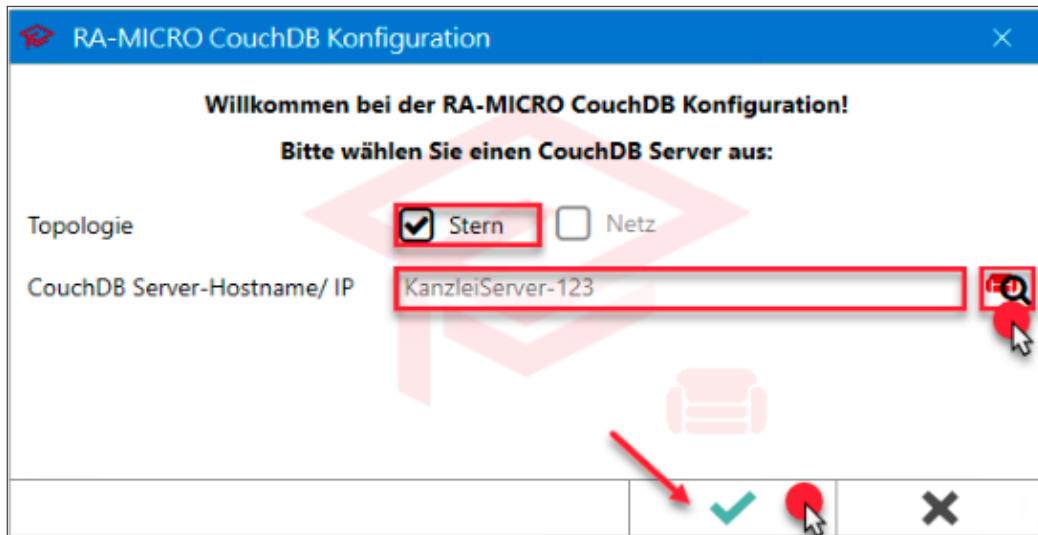 RA-MICRO CouchDB Konfiguration
Willkommen bei der RA-MICRO CouchDB Konfiguration!
Bitte wählen Sie einen CouchDB Server aus:
Topologie Stern Netz
CouchDB Server-Hostname/ IP KanzleiServer-123